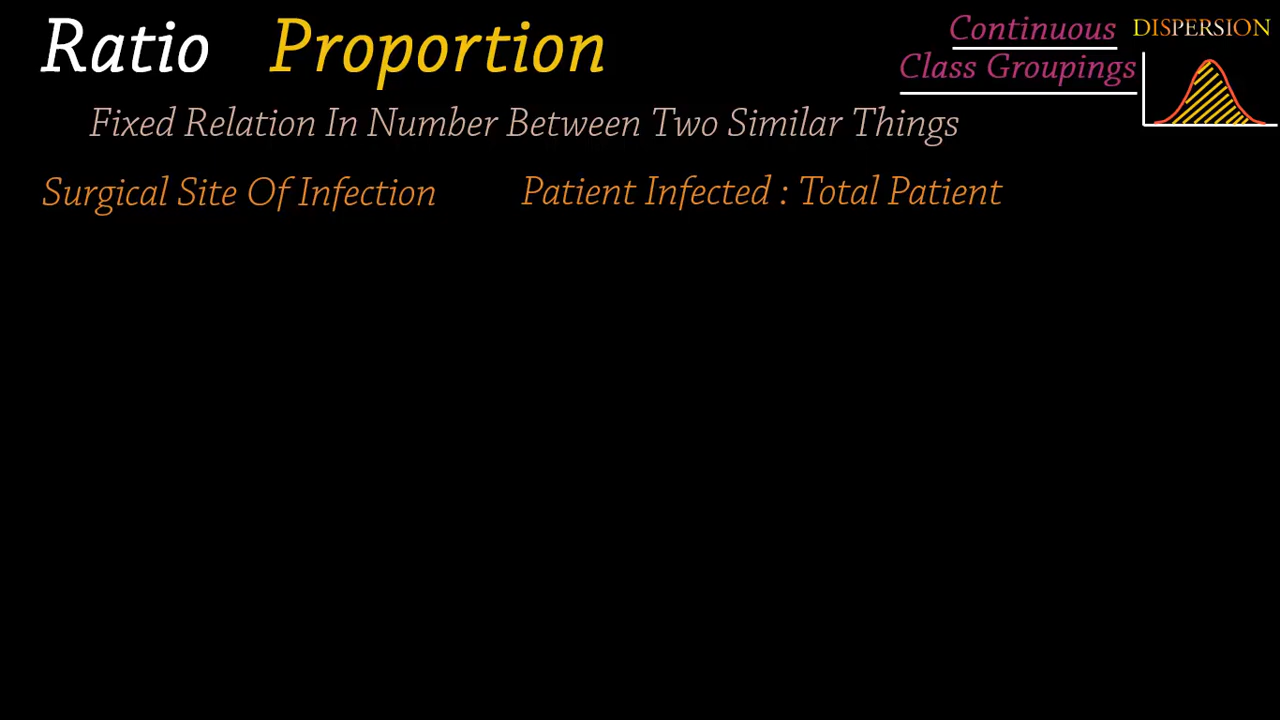 Ratio Proportion
Continuous
Class Groupings
DISPERSION
Fixed Relation In Number Between Two Similar Things
Surgical Site Of Infection
Patient Infected : Total Patient